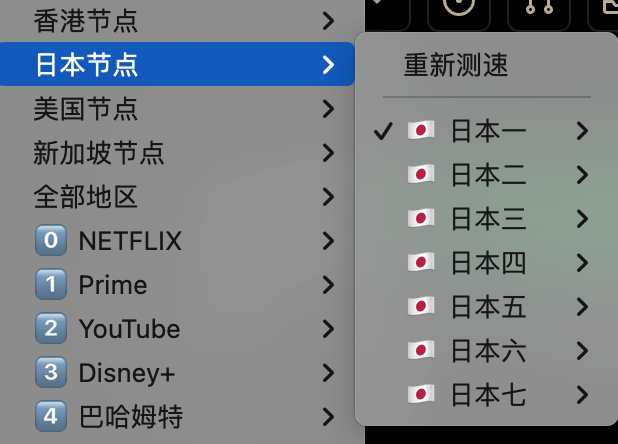 香港节点
日本节点
美国节点
新加坡节点
全部地区
0 NETFLIX
1 Prime
2 YouTube
3 Disney+
4 巴哈姆特
重新测速
日本一
日本二
日本三
日本四
日本五
日本六
日本七